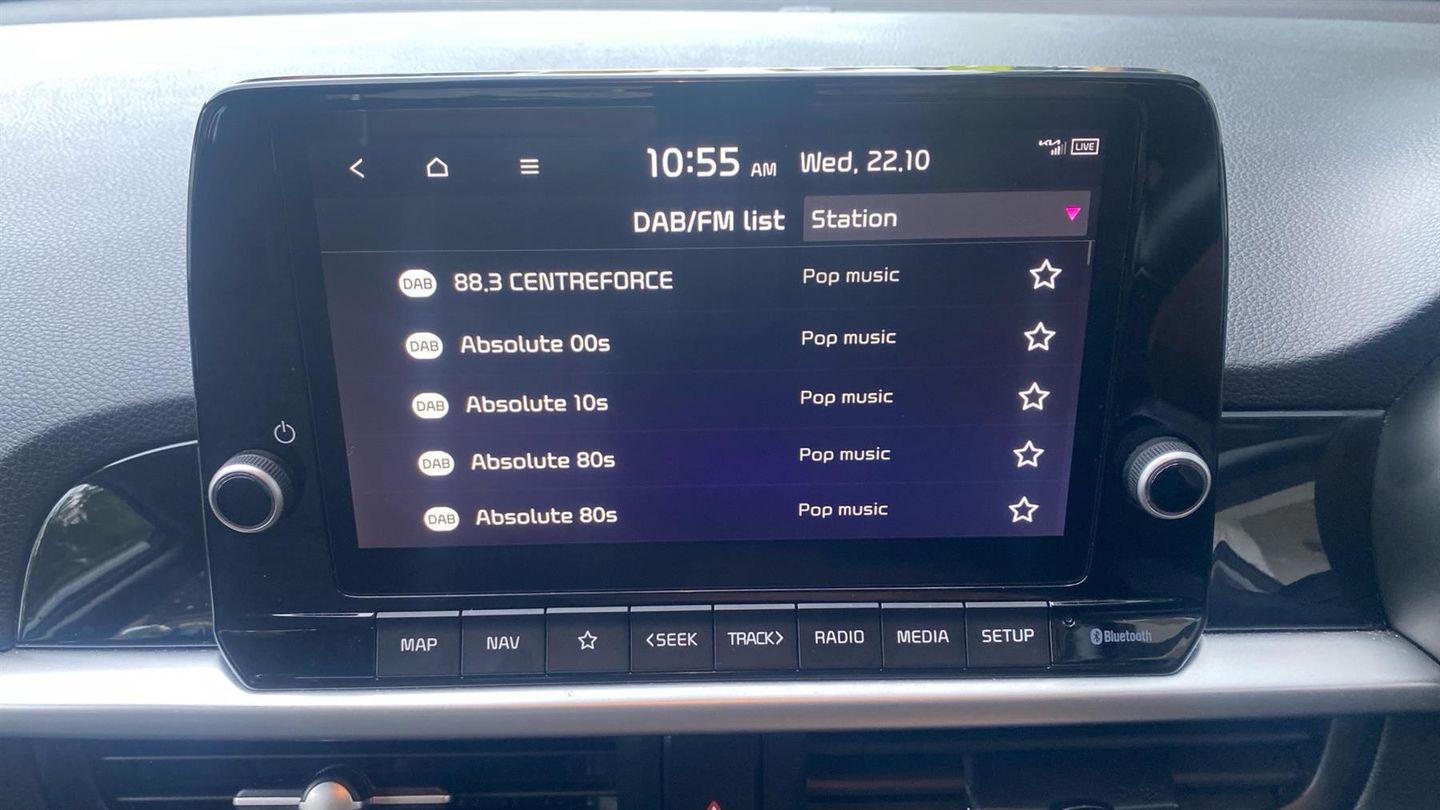 10:55 AM Wed, 22.10
KIA LIVE
DAB/FM list Station
DAB 88.3 CENTREFORCE Pop music
DAB Absolute 00s Pop music
DAB Absolute 10s Pop music
DAB Absolute 80s Pop music
DAB Absolute 80s Pop music
MAP NAV <SEEK TRACK> RADIO MEDIA SETUP Bluetooth